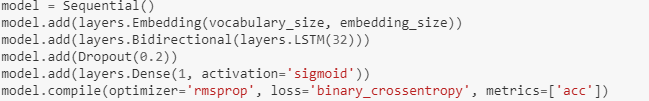 model = Sequential()
model.add(layers.Embedding(vocabulary_size, embedding_size))
model.add(layers.Bidirectional(layers.LSTM(32)))
model.add(Dropout(0.2))
model.add(layers.Dense(1, activation='sigmoid'))
model.compile(optimizer='rmsprop', loss='binary_crossentropy', metrics=['acc'])